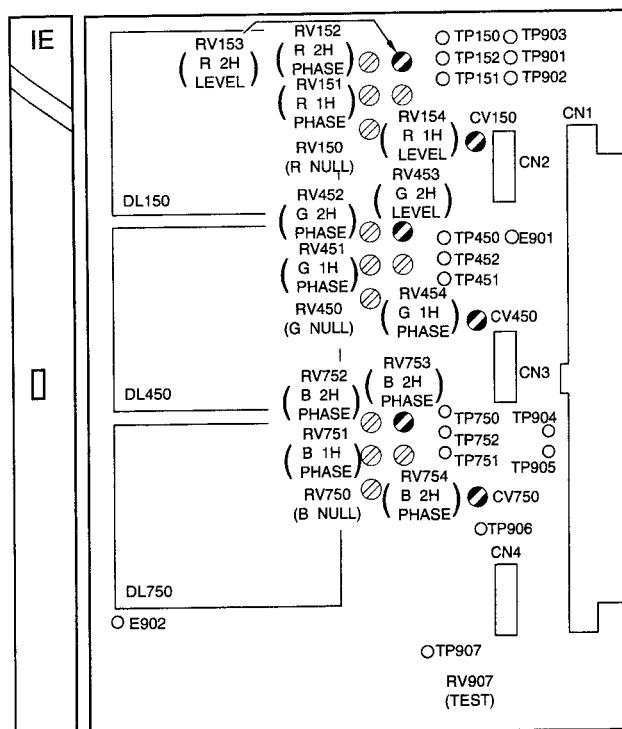 IE
RV153
R 2H
LEVEL
RV152
R 2H
PHASE
TP150
TP903
TP152
TP901
TP151
TP902
RV151
R 1H
PHASE
RV154
R 1H
LEVEL
CV150
CN1
RV150
(R NULL)
CN2
DL150
RV453
G 2H
LEVEL
RV452
G 2H
PHASE
TP450
E901
TP452
TP451
RV451
G 1H
PHASE
RV454
G 1H
PHASE
RV450
(G NULL)
CV450
CN3
DL450
RV752
B 2H
PHASE
RV753
B 2H
PHASE
TP750
TP904
TP752
TP751
TP905
RV751
B 1H
PHASE
RV754
B 2H
PHASE
RV750
(B NULL)
CV750
TP906
CN4
DL750
E902
TP907
RV907
(TEST)